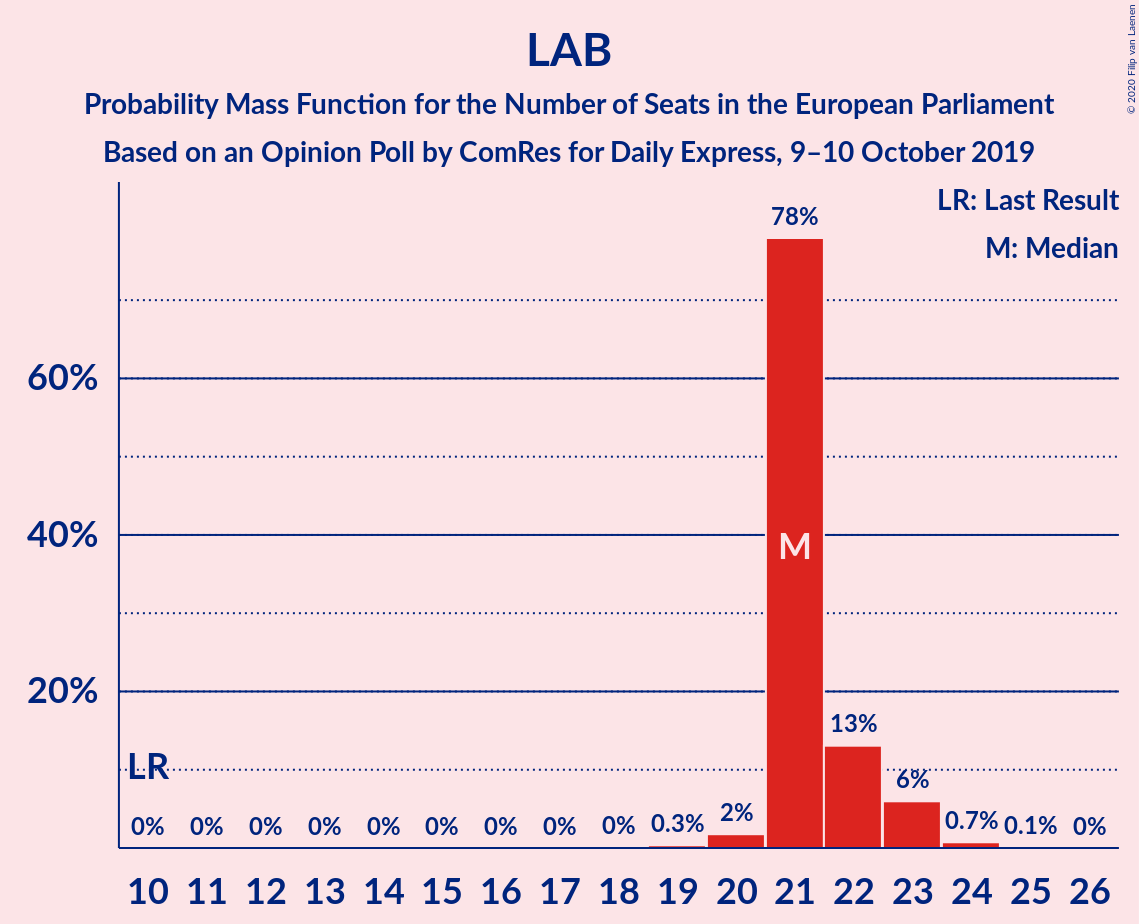 LAB
Probability Mass Function for the Number of Seats in the European Parliament
Based on an Opinion Poll by ComRes for Daily Express, 9–10 October 2019
© 2020 Filip van Laenen
LR: Last Result
M: Median
78%
60%
40%
M
20%
13%
LR
6%
0% 0% 0% 0% 0% 0% 0% 0% 0% 0.3% 2% 0.7% 0.1% 0%
10 11 12 13 14 15 16 17 18 19 20 21 22 23 24 25 26